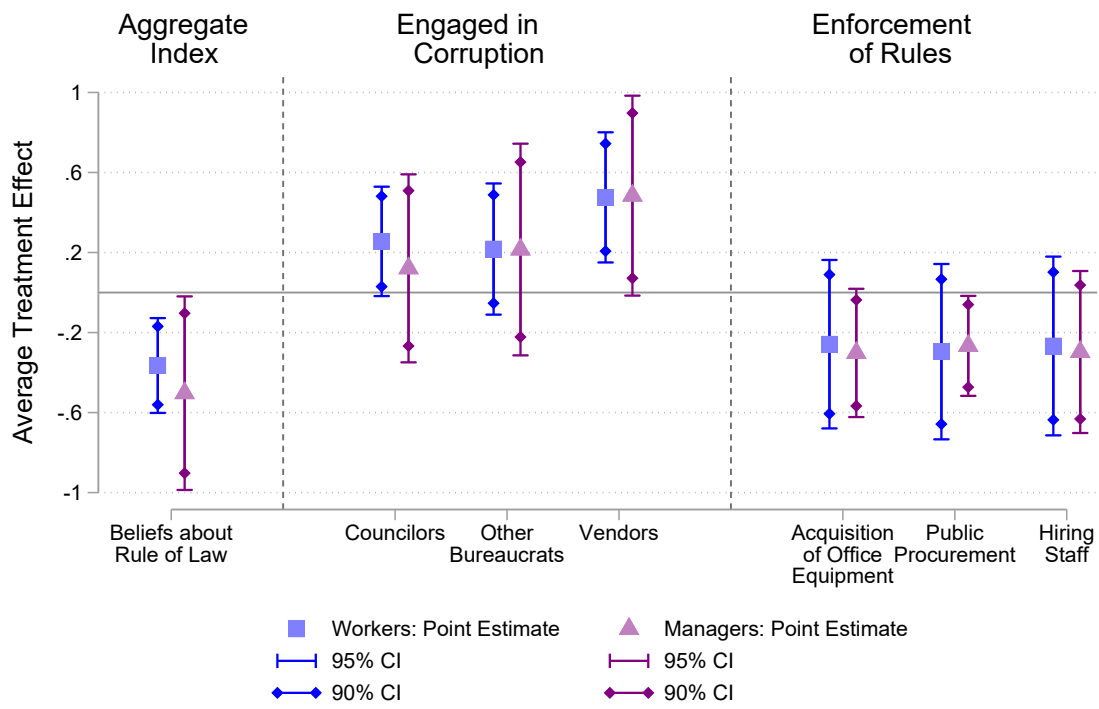 Aggregate
Index
Engaged in
Corruption
Enforcement
of Rules
Average Treatment Effect
1
.6
.2
-.2
-.6
-1
Beliefs about
Rule of Law
Councilors
Other
Bureaucrats
Vendors
Acquisition
of Office
Equipment
Public
Procurement
Hiring
Staff
Workers: Point Estimate
95% CI
90% CI
Managers: Point Estimate
95% CI
90% CI